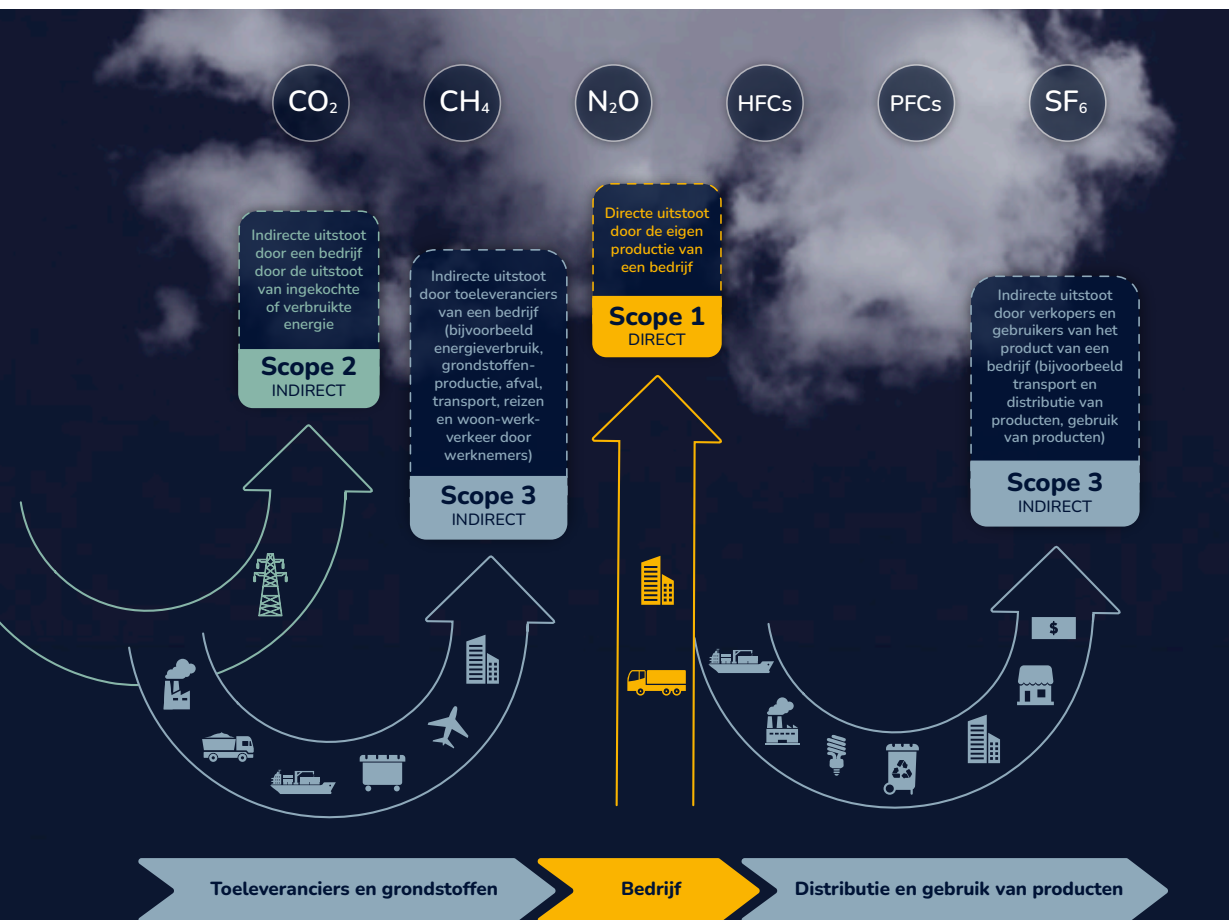 CO₂
CH₄
N₂O
HFCs
PFCs
SF₆
Indirecte uitstoot
door een bedrijf
door de uitstoot
van ingekochte
of verbruikte
energie
Scope 2
INDIRECT
Indirecte uitstoot
door toeleveranciers
van een bedrijf
(bijvoorbeeld
energieverbruik,
grondstoffen-
productie, afval,
transport, reizen
en woon-werk-
verkeer door
werknemers)
Scope 3
INDIRECT
Directe uitstoot
door de eigen
productie van
een bedrijf
Scope 1
DIRECT
Indirecte uitstoot
door verkopers en
gebruikers van het
product van een
bedrijf (bijvoorbeeld
transport en
distributie van
producten, gebruik
van producten)
Scope 3
INDIRECT
$
Toeleveranciers en grondstoffen
Bedrijf
Distributie en gebruik van producten